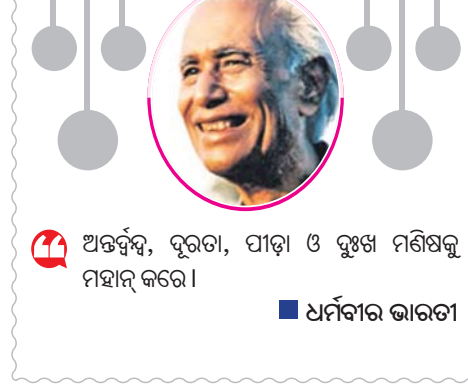 ଅନ୍ତର୍ଦ୍ୱନ୍ଦ୍ୱ, ଦୂରତା, ପୀଡ଼ା ଓ ଦୁଃଖ ମଣିଷକୁ
ମହାନ୍ କରେ।
ଧର୍ମବୀର ଭାରତୀ